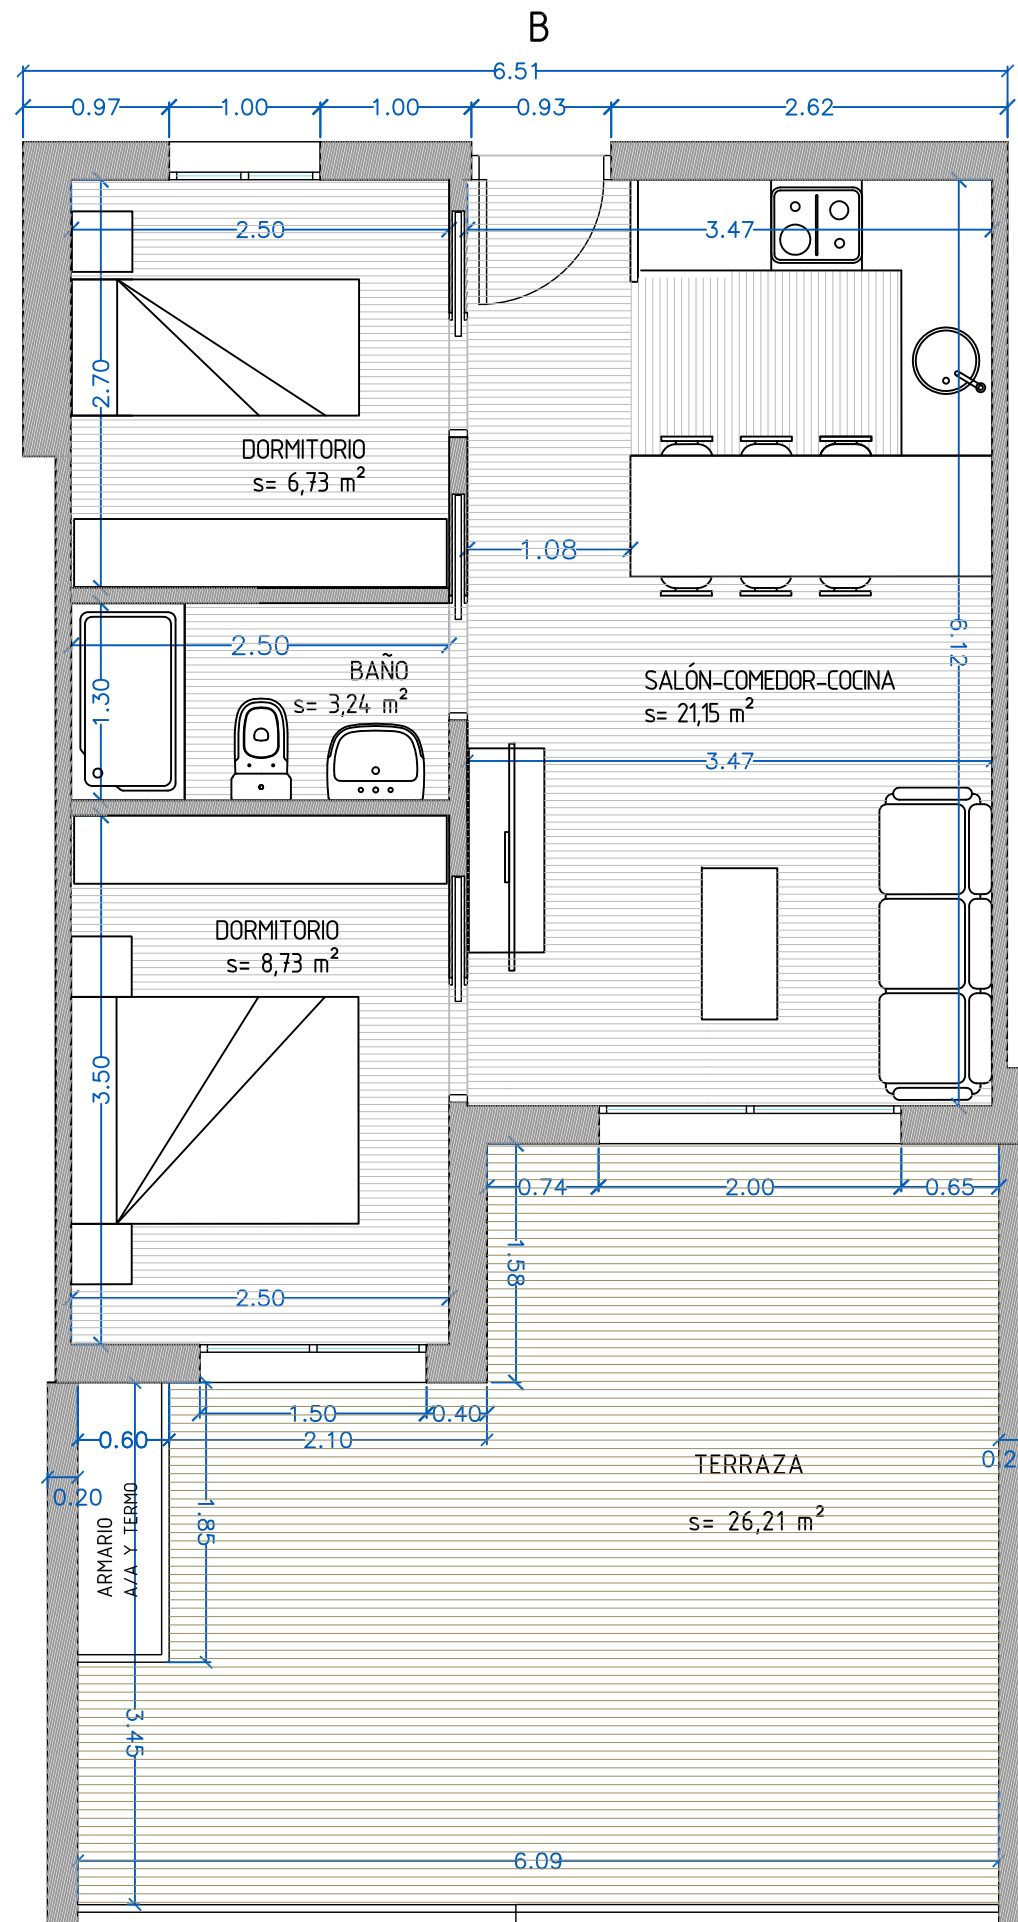 B
6.51
0.97 1.00 1.00 0.93 2.62
2.50 3.47
2.70
DORMITORIO
s= 6,73 m²
1.08
6.12
2.50
1.30
BAÑO
s= 3,24 m²
SALÓN-COMEDOR-COCINA
s= 21,15 m²
3.47
DORMITORIO
s= 8,73 m²
3.50
0.74 2.00 0.65
1.58
2.50
1.50 0.40
0.60 2.10
0.20
1.85
ARMARIO
A/A Y TERMO
TERRAZA
s= 26,21 m²
3.45
6.09